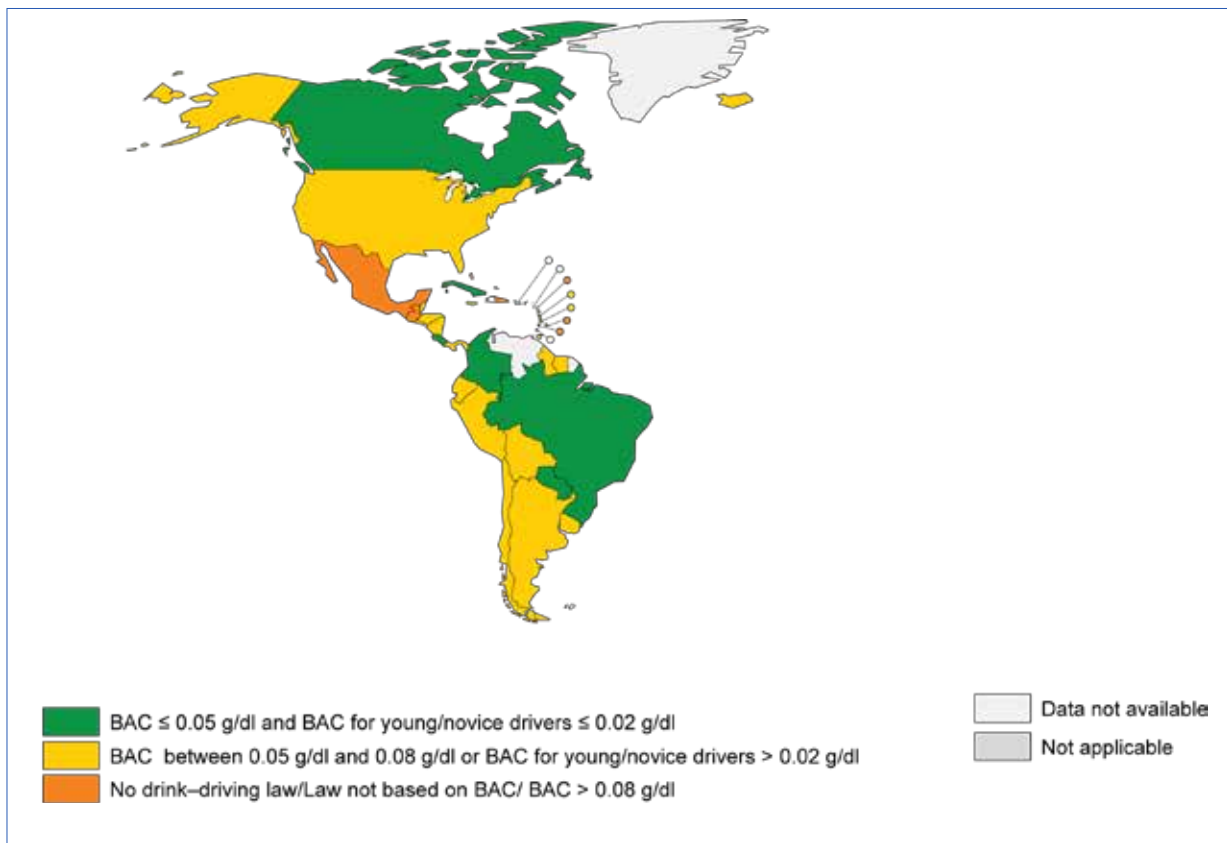 BAC ≤ 0.05 g/dl and BAC for young/novice drivers ≤ 0.02 g/dl
BAC  between 0.05 g/dl and 0.08 g/dl or BAC for young/novice drivers > 0.02 g/dl
No drink–driving law/Law not based on BAC/ BAC > 0.08 g/dl
Data not available
Not applicable